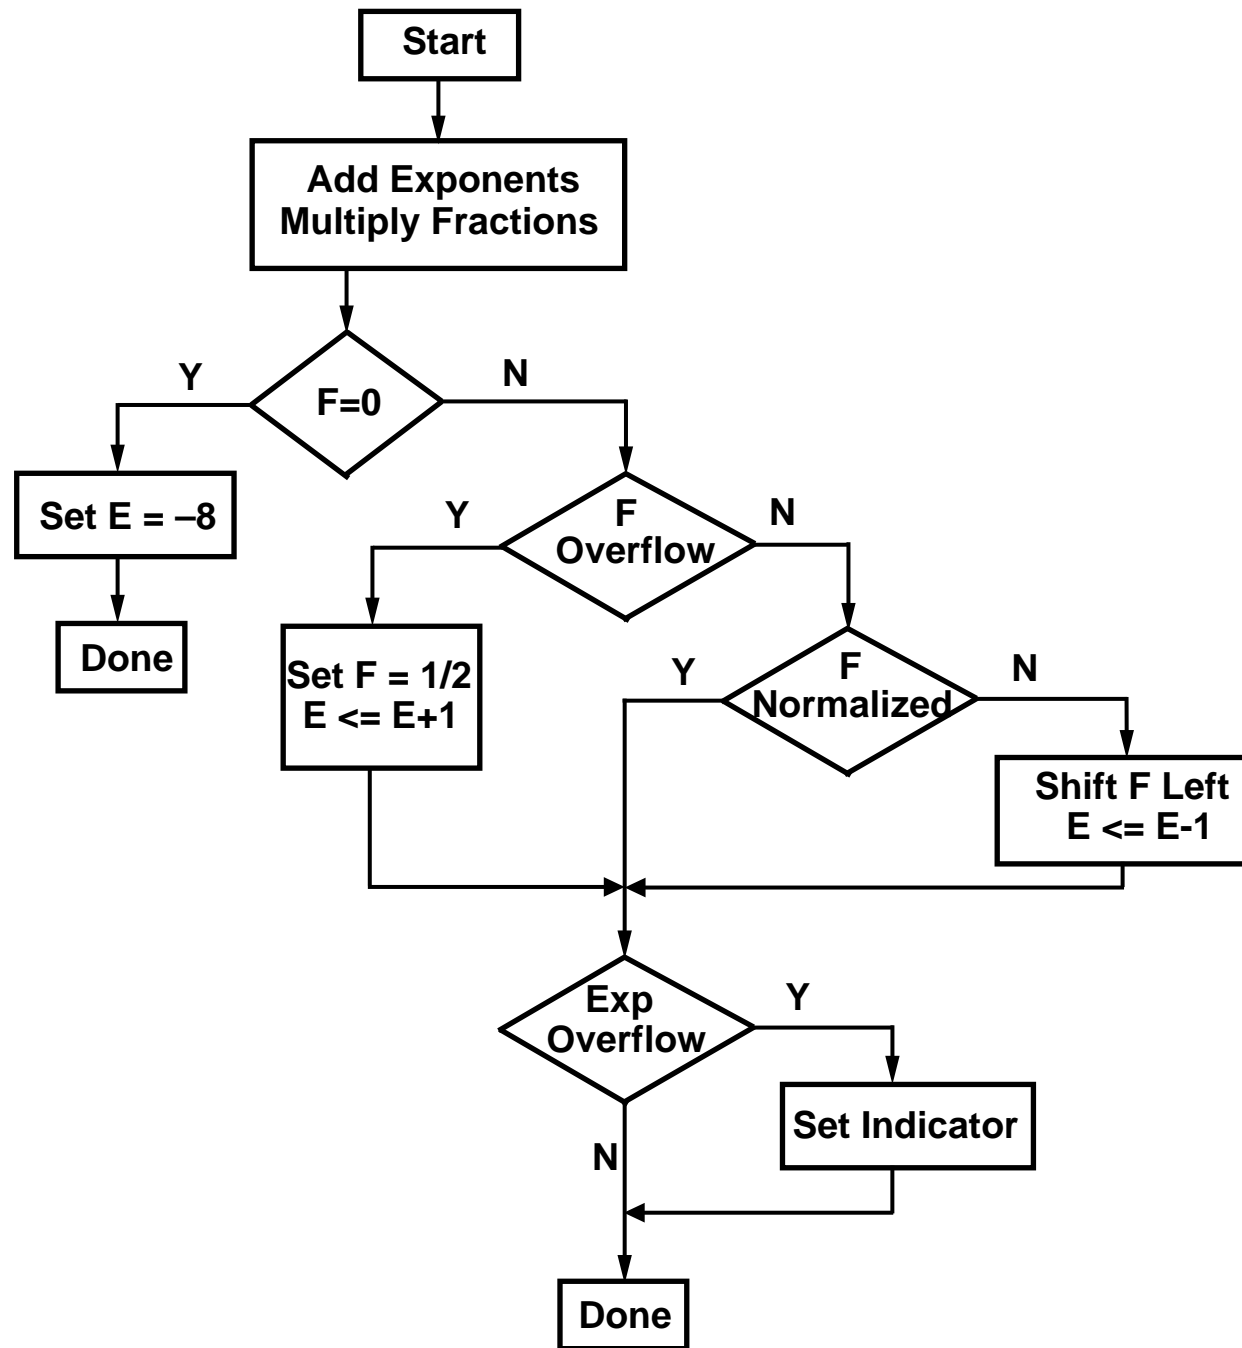 Start
Add Exponents
Multiply Fractions
Y
N
F=0
Set E = –8
Done
Y
N
F
Overflow
Set F = 1/2
E <= E+1
Y
N
F
Normalized
Shift F Left
E <= E-1
Exp
Overflow
Y
N
Set Indicator
Done